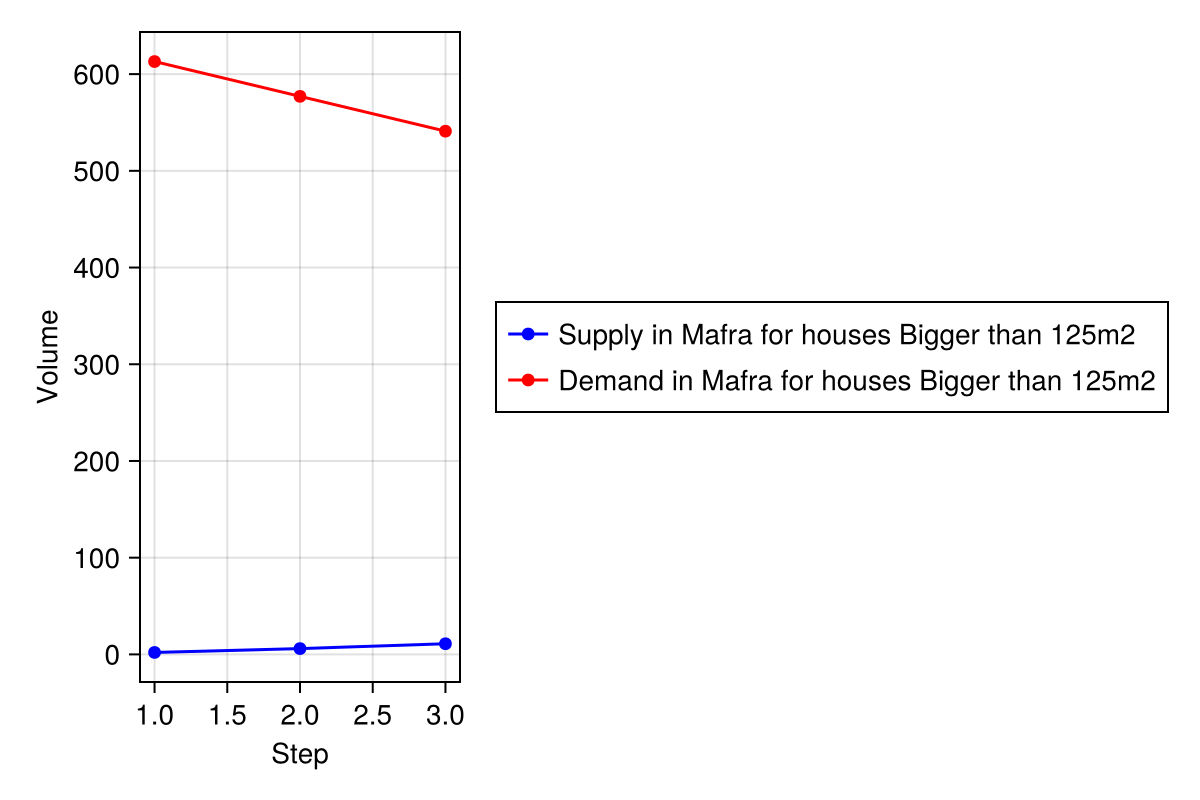 600
500
400
300
200
100
0
Volume
1.0 1.5 2.0 2.5 3.0
Step
Supply in Mafra for houses Bigger than 125m2
Demand in Mafra for houses Bigger than 125m2